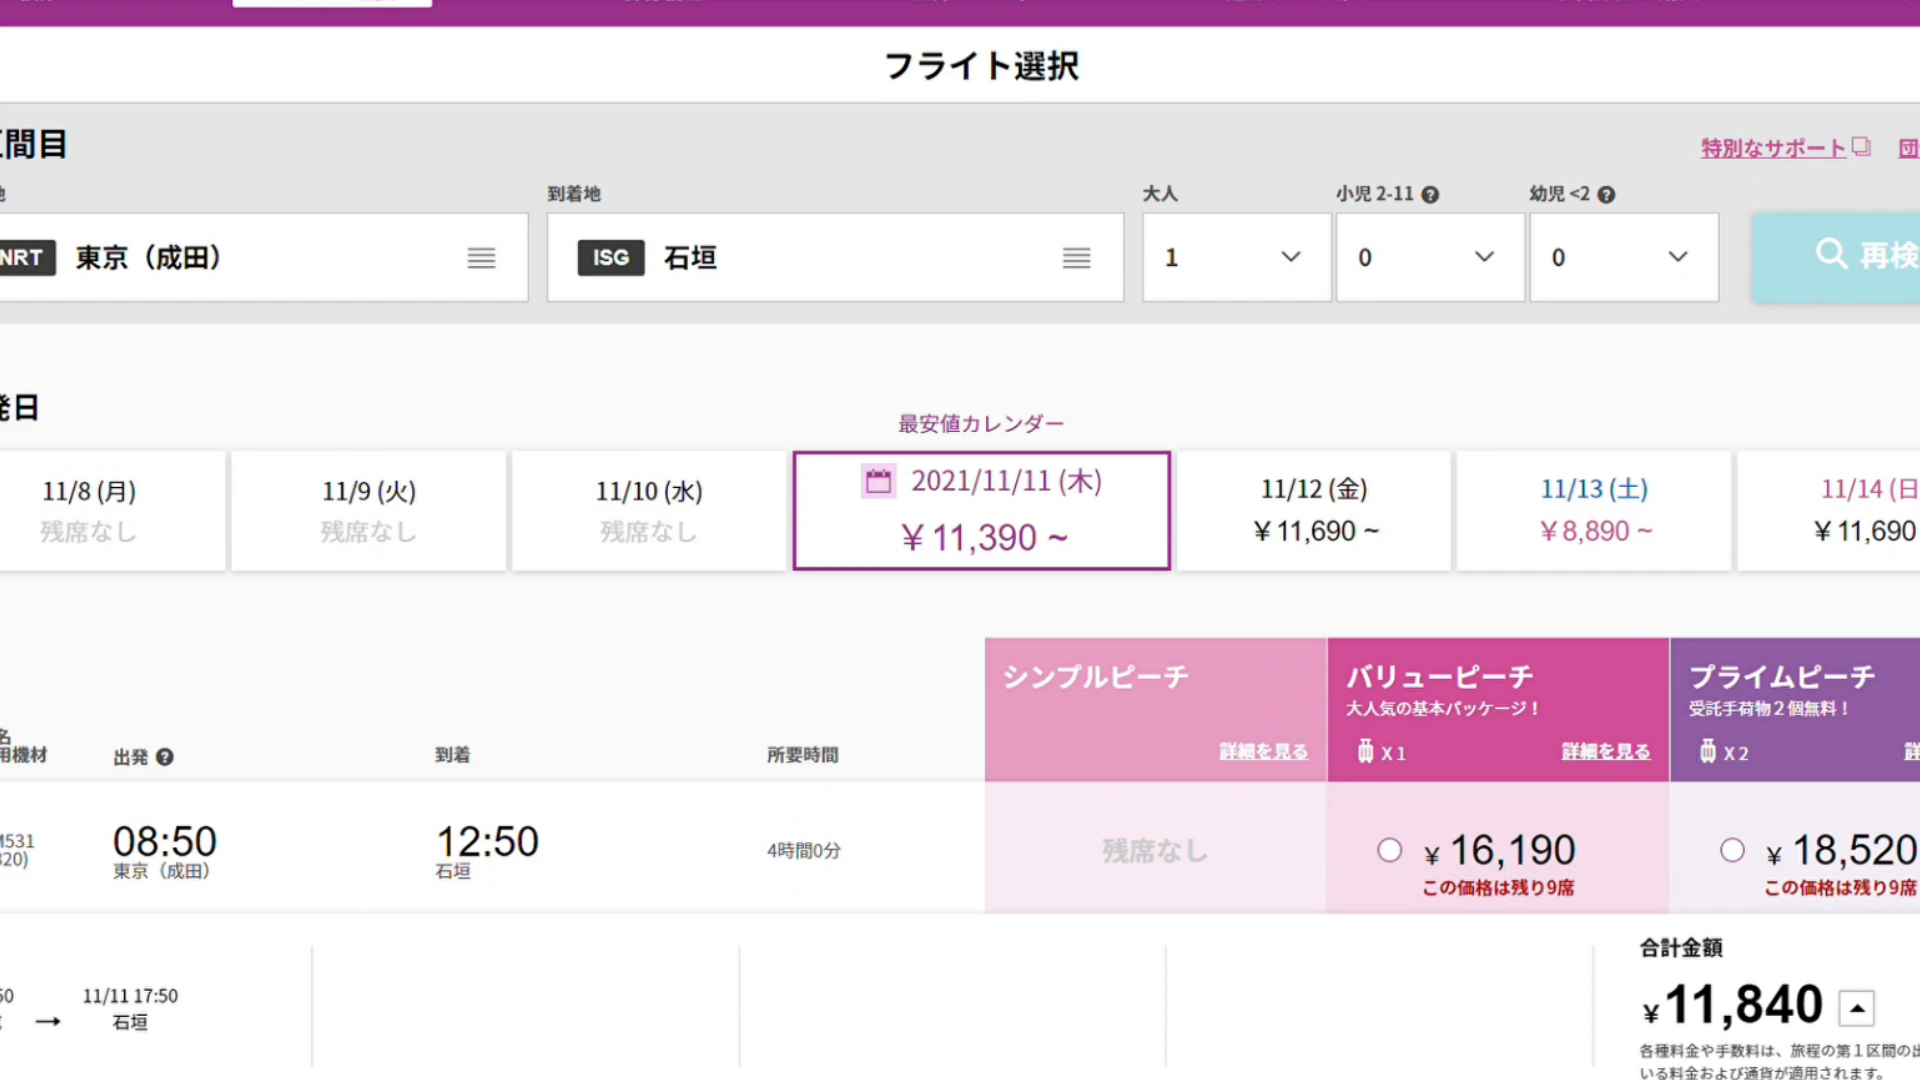 フライト選択
区間目
特別なサポート
到着地
大人
小児 2-11
幼児 <2
NRT 東京（成田）
ISG 石垣
1
0
0
再検
発日
最安値カレンダー
11/8 (月)
残席なし
11/9 (火)
残席なし
11/10 (水)
残席なし
2021/11/11 (木)
￥11,390 ~
11/12 (金)
￥11,690 ~
11/13 (土)
￥8,890 ~
11/14 (日
￥11,690
シンプルピーチ
詳細を見る
バリューピーチ
大人気の基本パッケージ！
X 1
詳細を見る
プライムピーチ
受託手荷物２個無料！
X 2
詳
名
用機材
出発
到着
所要時間
M531
320)
08:50
東京（成田）
12:50
石垣
4時間0分
残席なし
￥ 16,190
この価格は残り9席
￥ 18,520
この価格は残り9席
50
→
11/11 17:50
石垣
合計金額
￥11,840
各種料金や手数料は、旅程の第１区間の出
いる料金および通貨が適用されます。